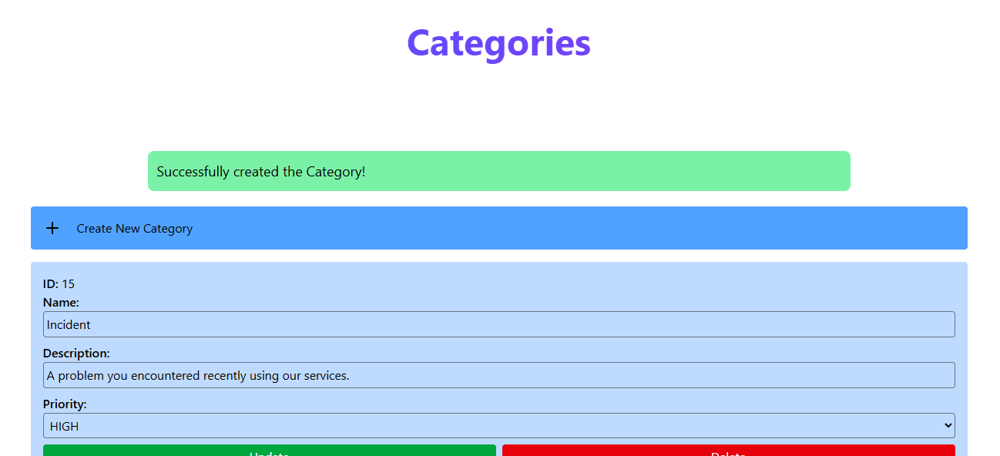 Categories
Successfully created the Category!
Create New Category
ID: 15
Name:
Incident
Description:
A problem you encountered recently using our services.
Priority:
HIGH
Update Delete